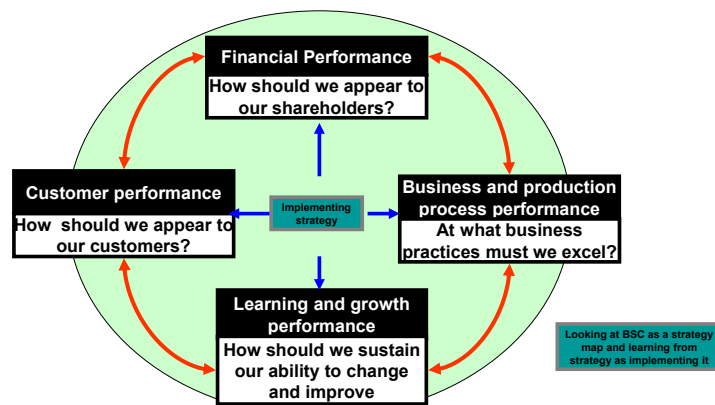 Financial Performance
How should we appear to
our shareholders?
Customer performance
How should we appear to
our customers?
Implementing
strategy
Business and production
process performance
At what business
practices must we excel?
Learning and growth
performance
How should we sustain
our ability to change
and improve
Looking at BSC as a strategy
map and learning from
strategy as implementing it